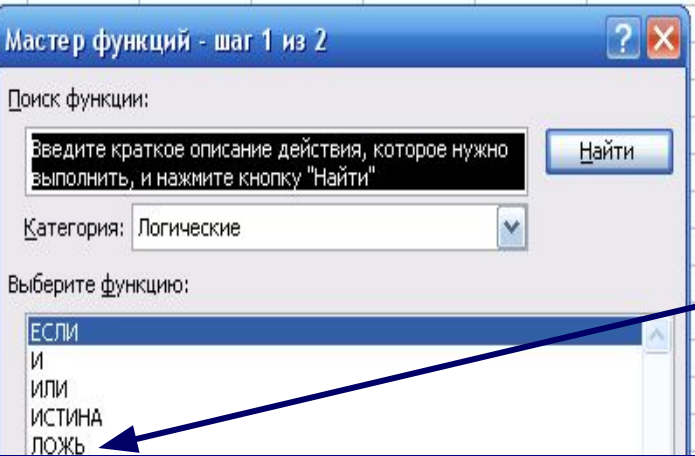 Мастер функций - шаг 1 из 2
Поиск функции:
Введите краткое описание действия, которое нужно
выполнить, и нажмите кнопку "Найти"
Найти
Категория: Логические
Выберите функцию:
ЕСЛИ
И
ИЛИ
ИСТИНА
ЛОЖЬ